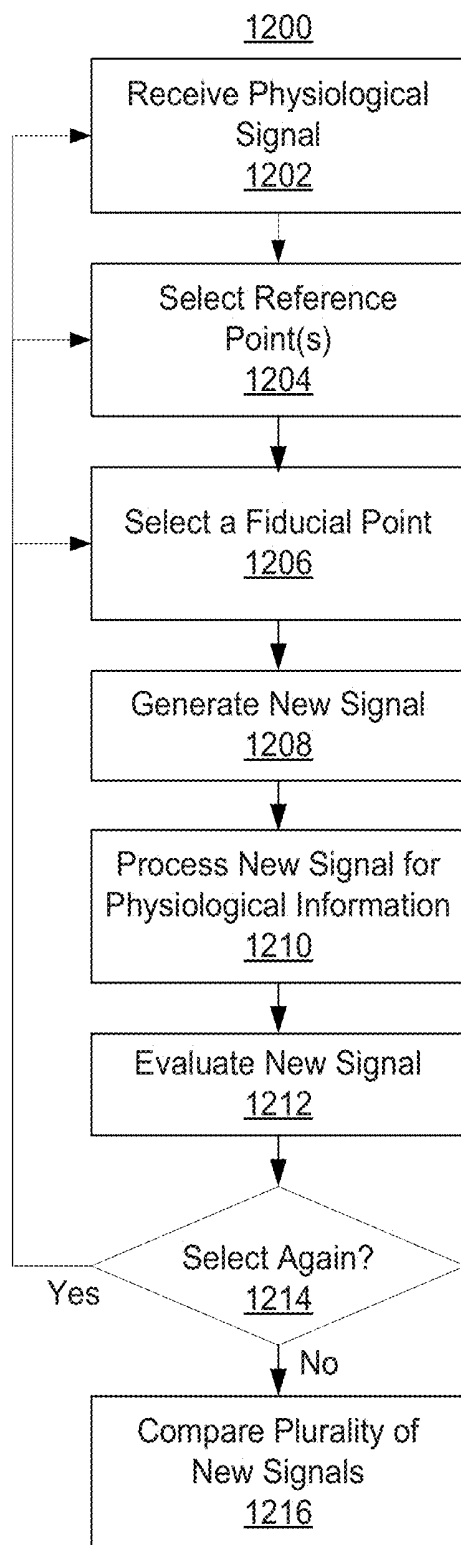 1200
Receive Physiological
Signal
1202
Select Reference
Point(s)
1204
Select a Fiducial Point
1206
Generate New Signal
1208
Process New Signal for
Physiological Information
1210
Evaluate New Signal
1212
Select Again?
1214
Yes
No
Compare Plurality of
New Signals
1216